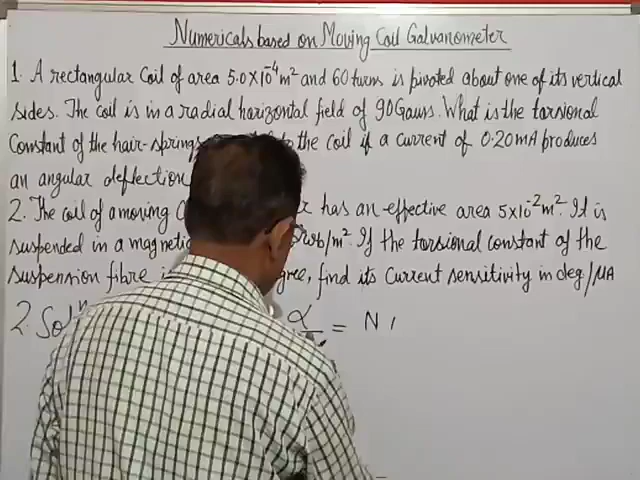 Numericals based on Moving Coil Galvanometer
1. A rectangular Coil of area 5.0×10⁻⁴m² and 60 turns is pivoted about one of its vertical
sides. The coil is in a radial horizontal field of 90 Gauss. What is the torsional
Constant of the hair-springs to the coil if a current of 0.20mA produces
an angular deflection
2. The coil of a moving has an effective area 5×10⁻²m². It is
suspended in a magnetic wb/m². If the torsional constant of the
suspension fibre degree, find its current sensitivity in deg/μA
2. Solⁿ α = N